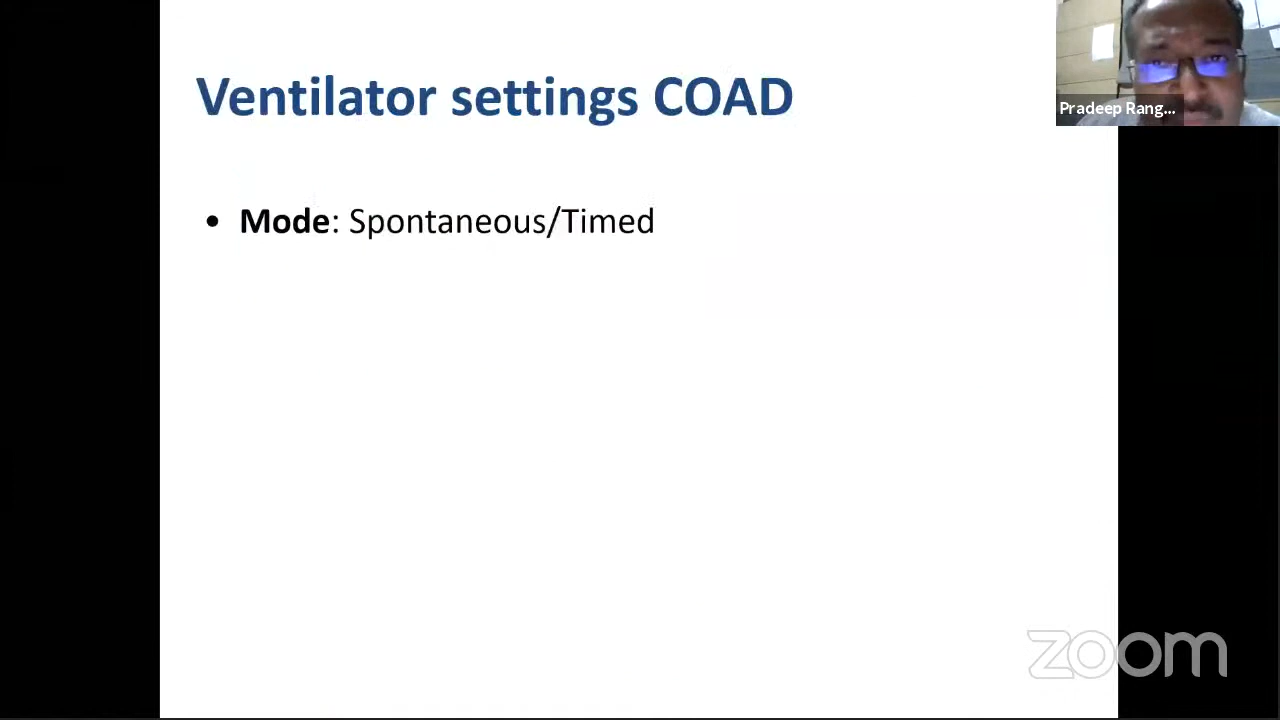 Ventilator settings COAD
Pradeep Rang...
• Mode: Spontaneous/Timed
zoom